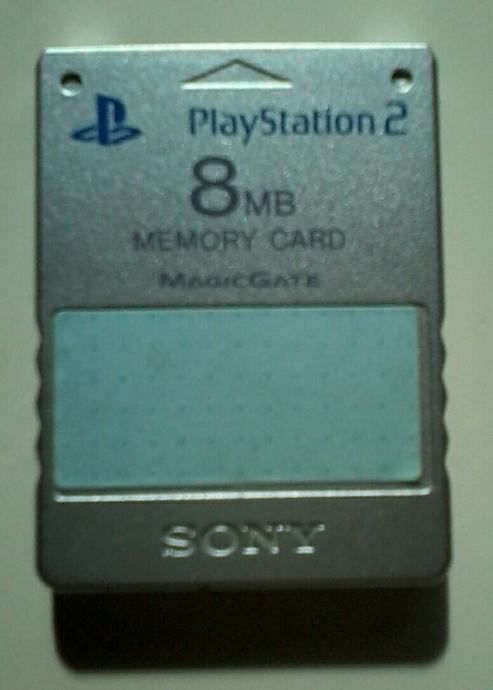 PlayStation 2
8MB
MEMORY CARD
MAGICGATE
SONY